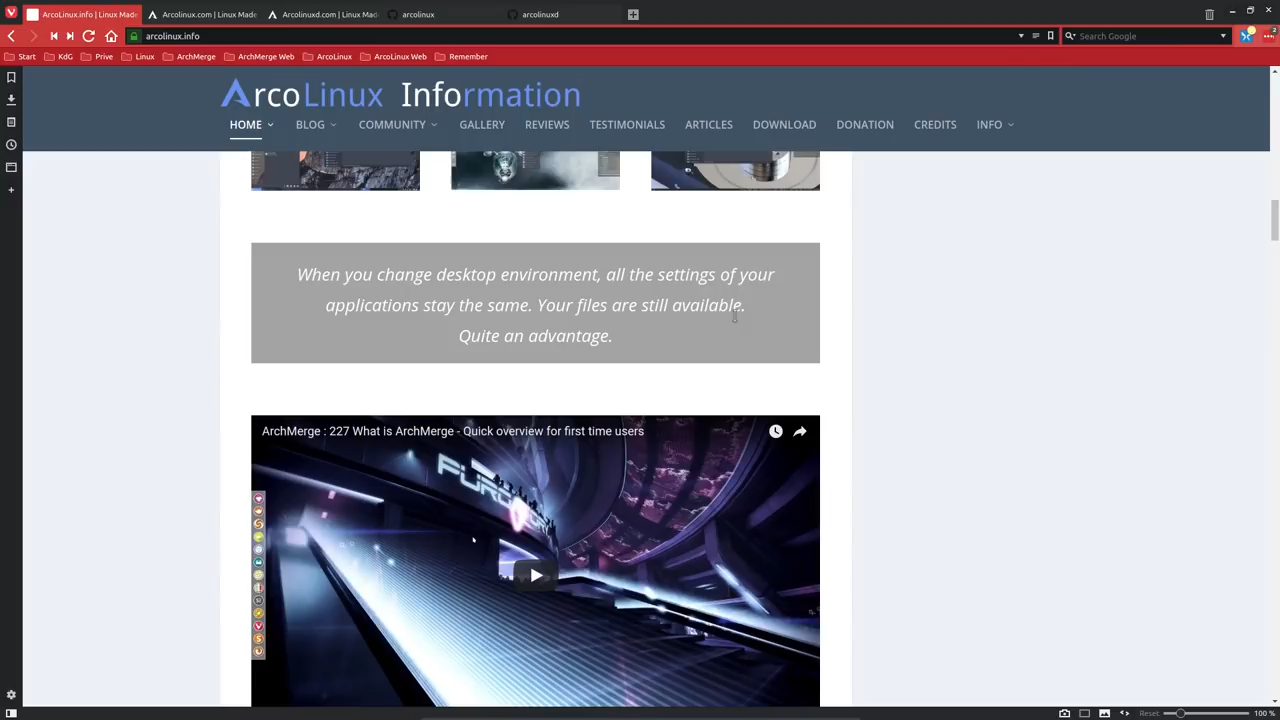 ArcoLinux.info | Linux Made
Arcolinux.com | Linux Made
Arcolinuxd.com | Linux Ma
arcolinux
arcolinuxd
arcolinux.info
Search Google
2
Start
KdG
Prive
Linux
ArchMerge
ArchMerge Web
ArcoLinux
ArcoLinux Web
Remember
ArcoLinux Information
HOME
BLOG
COMMUNITY
GALLERY
REVIEWS
TESTIMONIALS
ARTICLES
DOWNLOAD
DONATION
CREDITS
INFO
When you change desktop environment, all the settings of your
applications stay the same. Your files are still available.
Quite an advantage.
ArchMerge : 227 What is ArchMerge - Quick overview for first time users
Reset
100 %